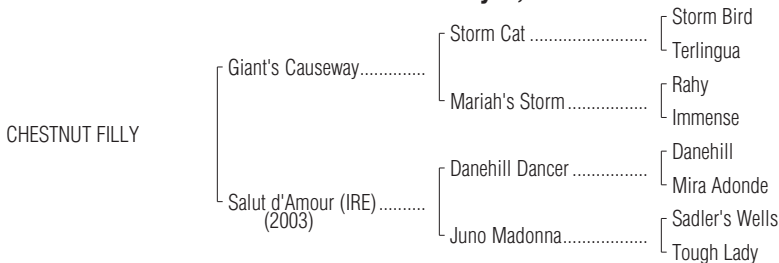 Storm Bird
Storm Cat ....................
Terlingua
Giant's Causeway..............
Rahy
Mariah's Storm.................
Immense
CHESTNUT FILLY
Danehill
Danehill Dancer ................
Mira Adonde
Salut d'Amour (IRE)..........
(2003)
Sadler's Wells
Juno Madonna..................
Tough Lady